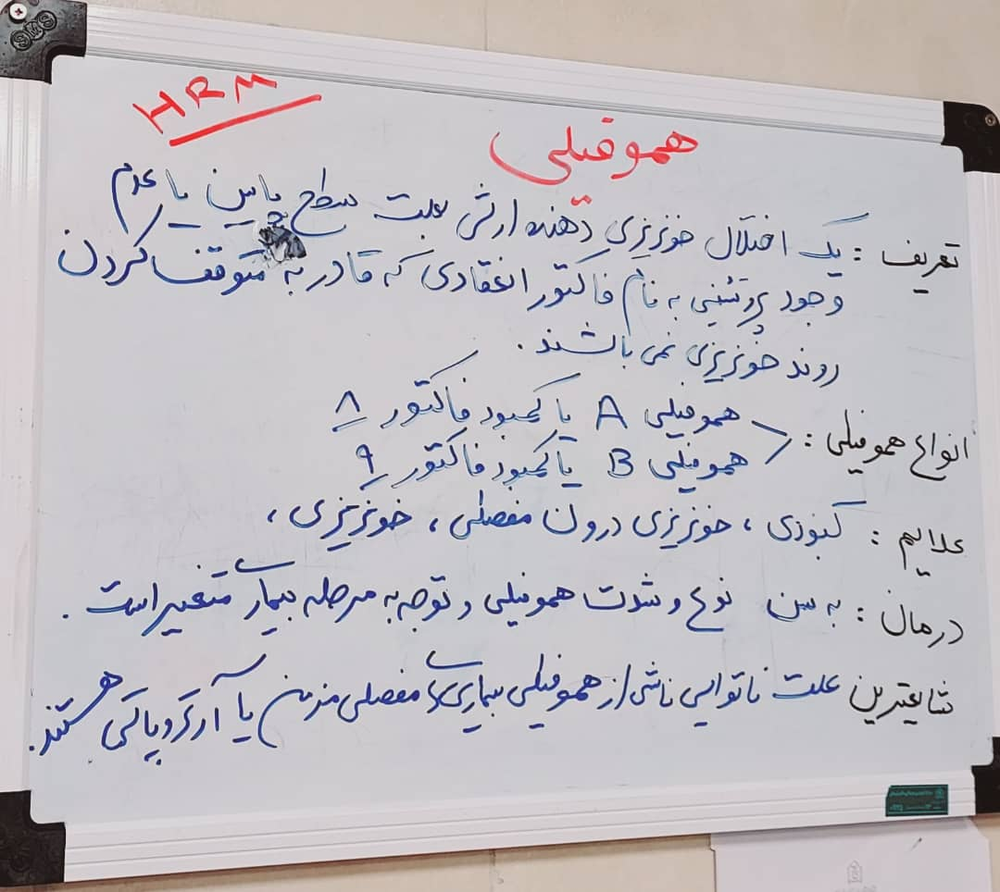 HRM
هموفیلی
تعریف : یک اختلال خونریزی دهنده ارثی بعلت سطح پایین یا عدم
وجود پروتئینی به نام فاکتور انعقادی که قادر به متوقف کردن
روند خونریزی نمی باشند .
انواع هموفیلی : هموفیلی A یا کمبود فاکتور ۸
هموفیلی B یا کمبود فاکتور ۹
علایم : کبودی ، خونریزی درون مفصلی ، خونریزی ،
درمان : به سن نوع و شدت هموفیلی و توجه به مرحله بیماری متغیر است .
شایعترین علت ناتوانی ناشی از هموفیلی بیماریهای مفصلی مزمن یا آرتروپاتی هستند .